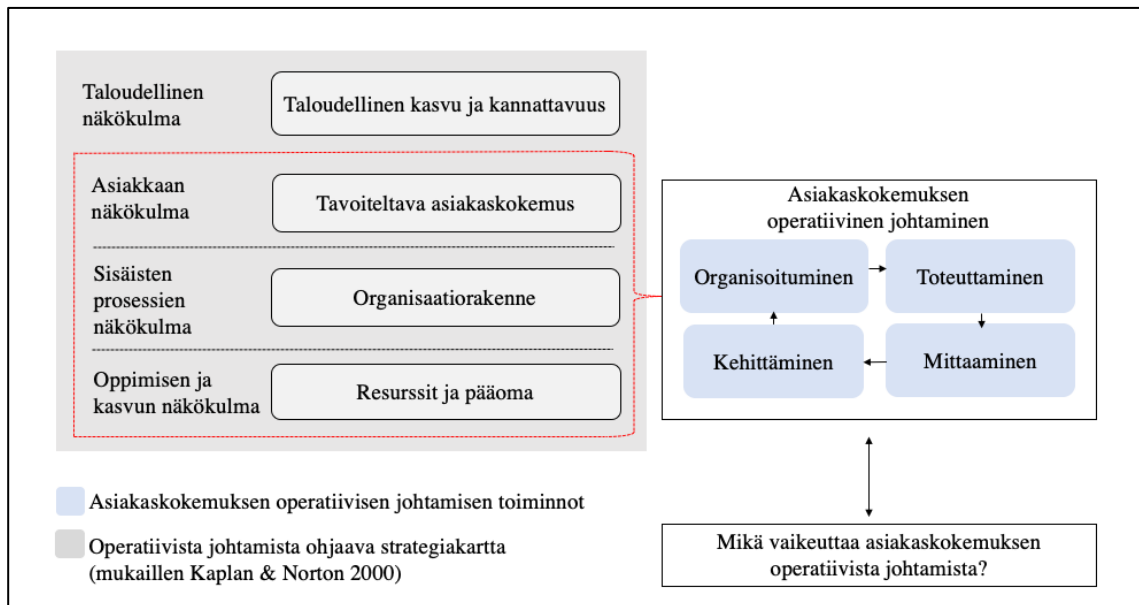 Taloudellinen
näkökulma
Taloudellinen kasvu ja kannattavuus
Asiakkaan
näkökulma
Tavoiteltava asiakaskokemus
Sisäisten
prosessien
näkökulma
Organisaatiorakenne
Oppimisen ja
kasvun näkökulma
Resurssit ja pääoma
Asiakaskokemuksen
operatiivinen johtaminen
Organisoituminen
Toteuttaminen
Kehittäminen
Mittaaminen
Asiakaskokemuksen operatiivisen johtamisen toiminnot
Operatiivista johtamista ohjaava strategiakartta
(mukaillen Kaplan & Norton 2000)
Mikä vaikeuttaa asiakaskokemuksen
operatiivista johtamista?